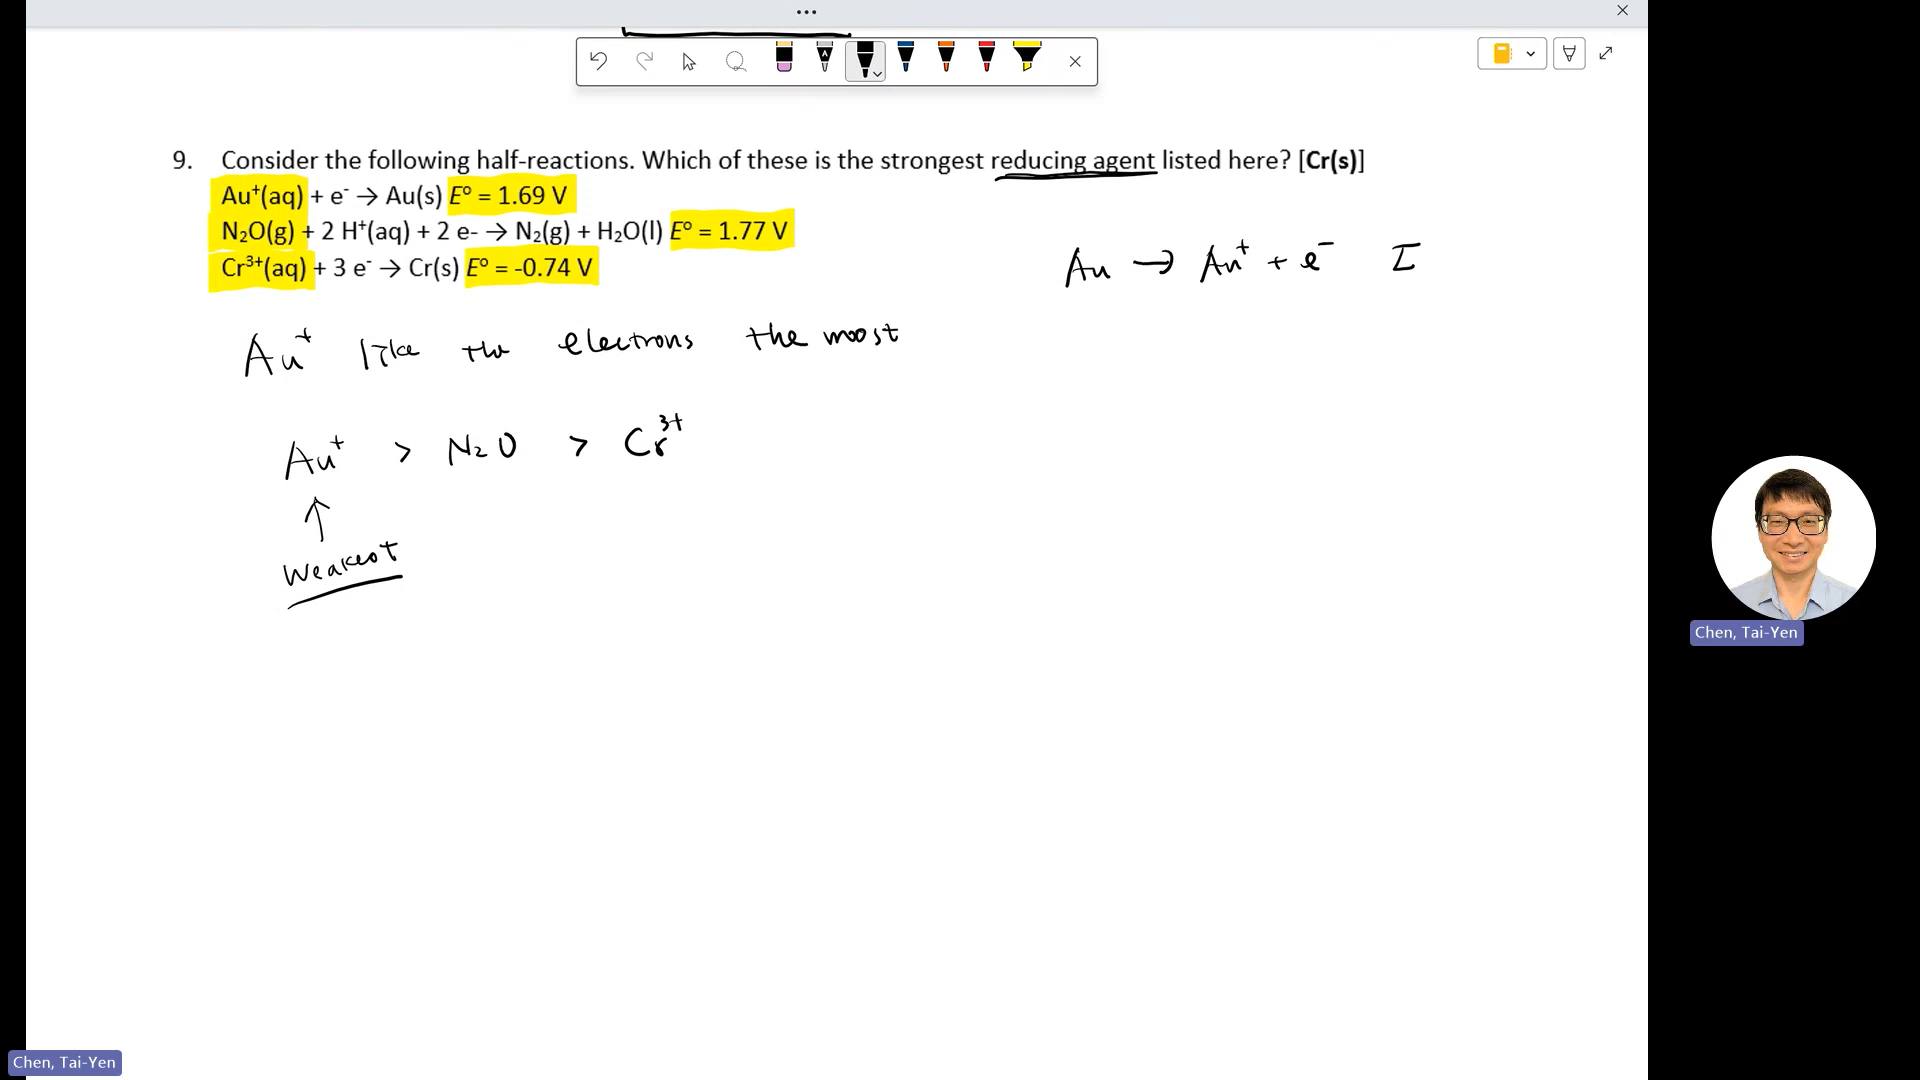 9. Consider the following half-reactions. Which of these is the strongest reducing agent listed here? [Cr(s)]
Au⁺(aq) + e⁻ → Au(s) E° = 1.69 V
N₂O(g) + 2 H⁺(aq) + 2 e- → N₂(g) + H₂O(l) E° = 1.77 V
Cr³⁺(aq) + 3 e⁻ → Cr(s) E° = -0.74 V
Au → Au⁺ + e⁻ I
Au⁺ like the electrons the most
Au⁺ > N₂O > Cr³⁺
↑
Weakest
Chen, Tai-Yen
Chen, Tai-Yen